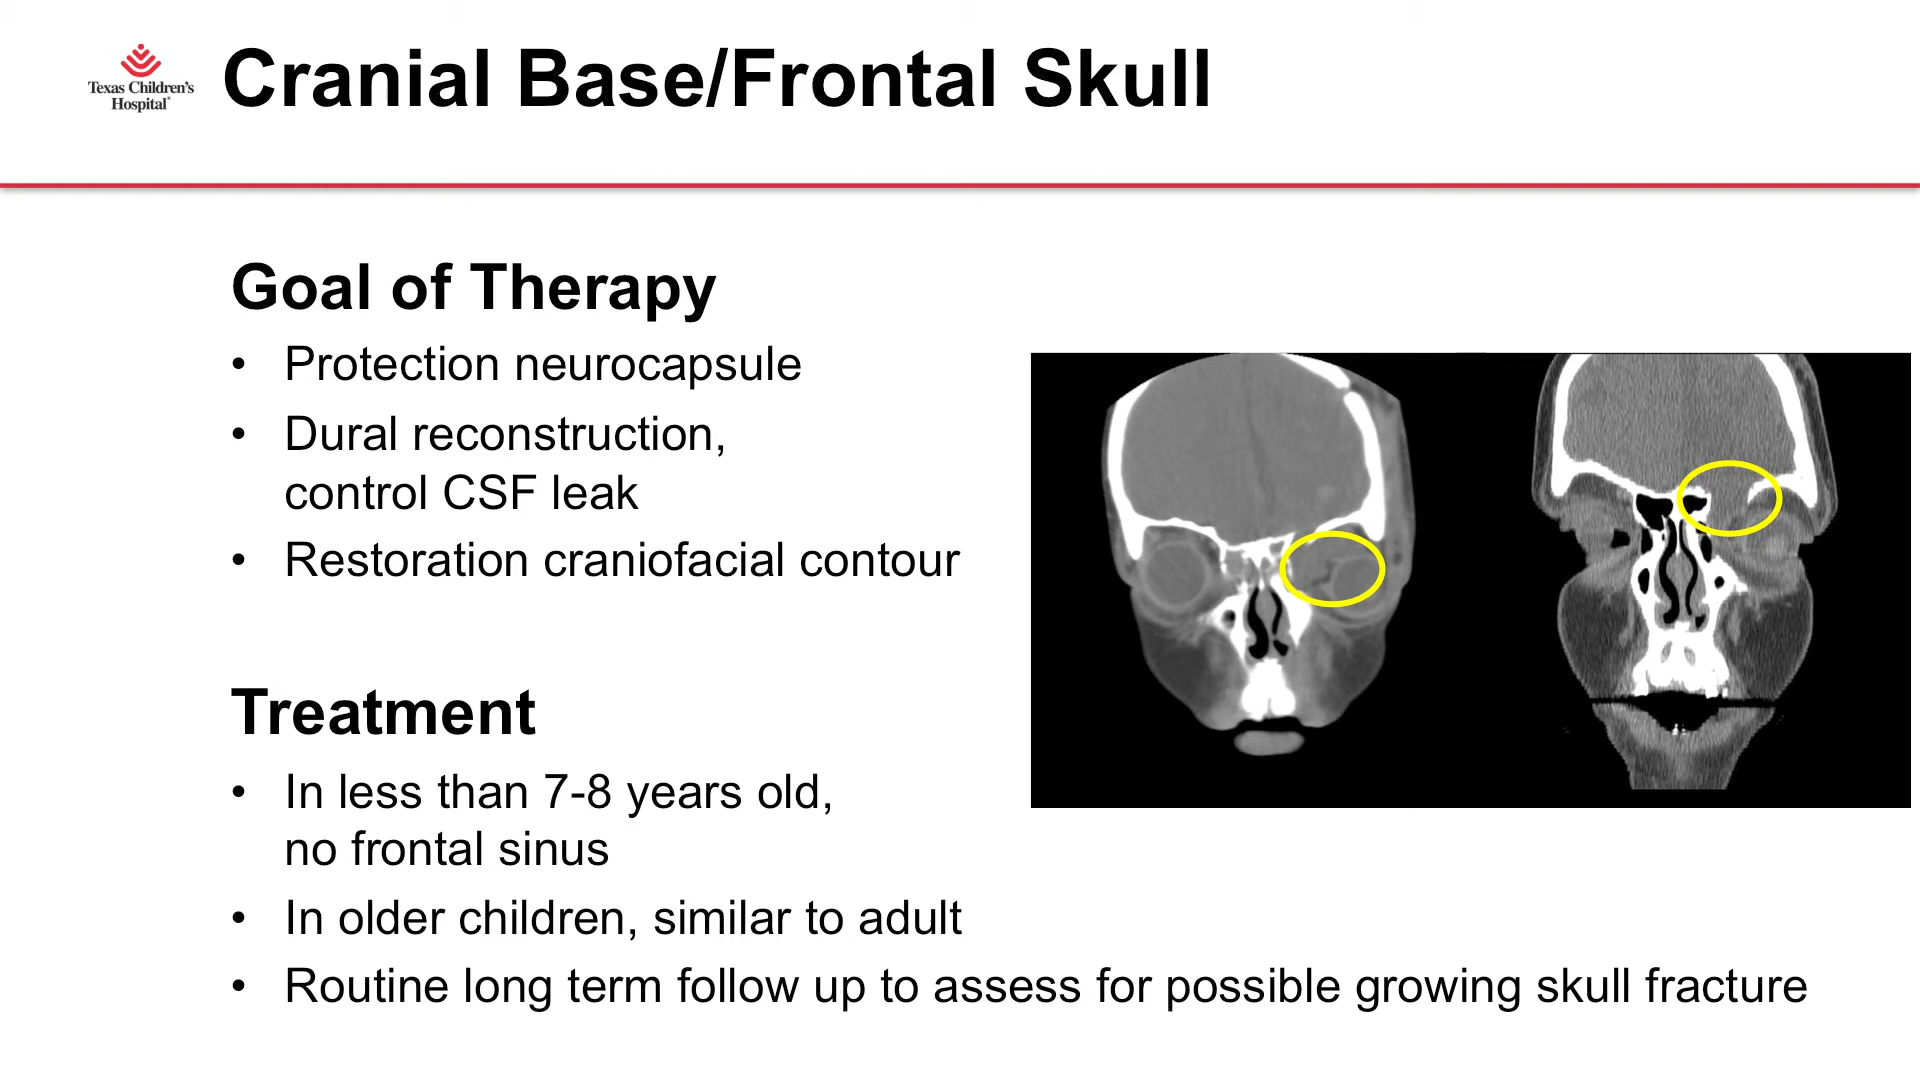 Texas Children's
Hospital®
Cranial Base/Frontal Skull
Goal of Therapy
• Protection neurocapsule
• Dural reconstruction,
control CSF leak
• Restoration craniofacial contour
Treatment
• In less than 7-8 years old,
no frontal sinus
• In older children, similar to adult
• Routine long term follow up to assess for possible growing skull fracture